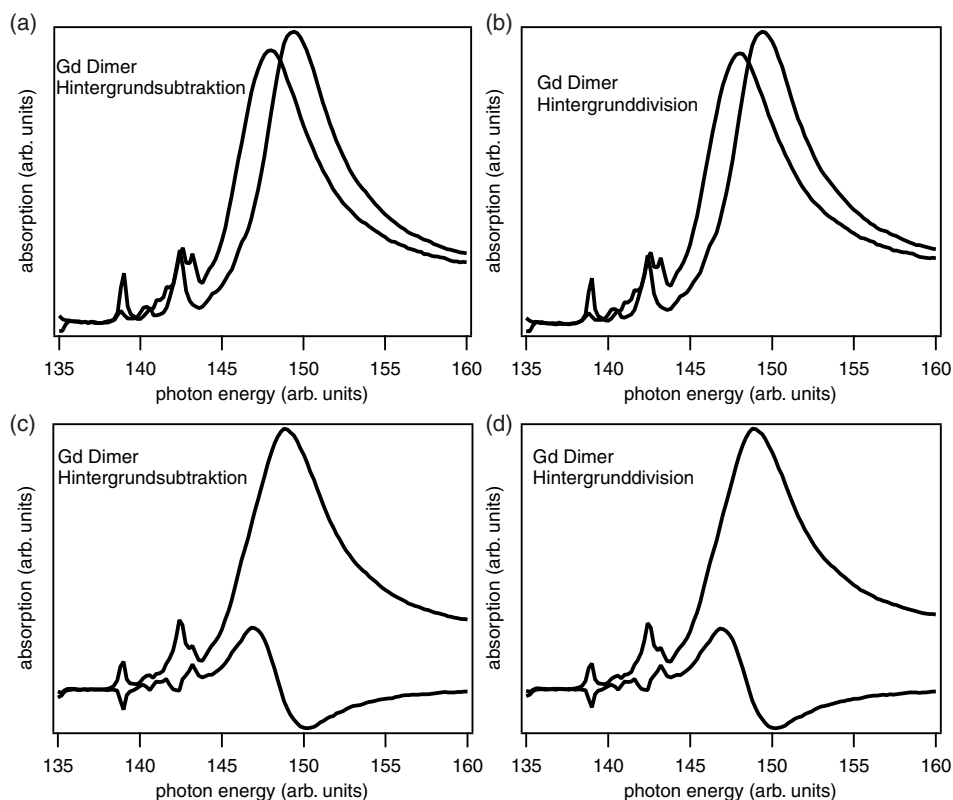 (a)
Gd Dimer
Hintergrundsubtraktion
absorption (arb. units)
135 140 145 150 155 160
photon energy (arb. units)
(b)
Gd Dimer
Hintergrunddivision
absorption (arb. units)
135 140 145 150 155 160
photon energy (arb. units)
(c)
Gd Dimer
Hintergrundsubtraktion
absorption (arb. units)
135 140 145 150 155 160
photon energy (arb. units)
(d)
Gd Dimer
Hintergrunddivision
absorption (arb. units)
135 140 145 150 155 160
photon energy (arb. units)